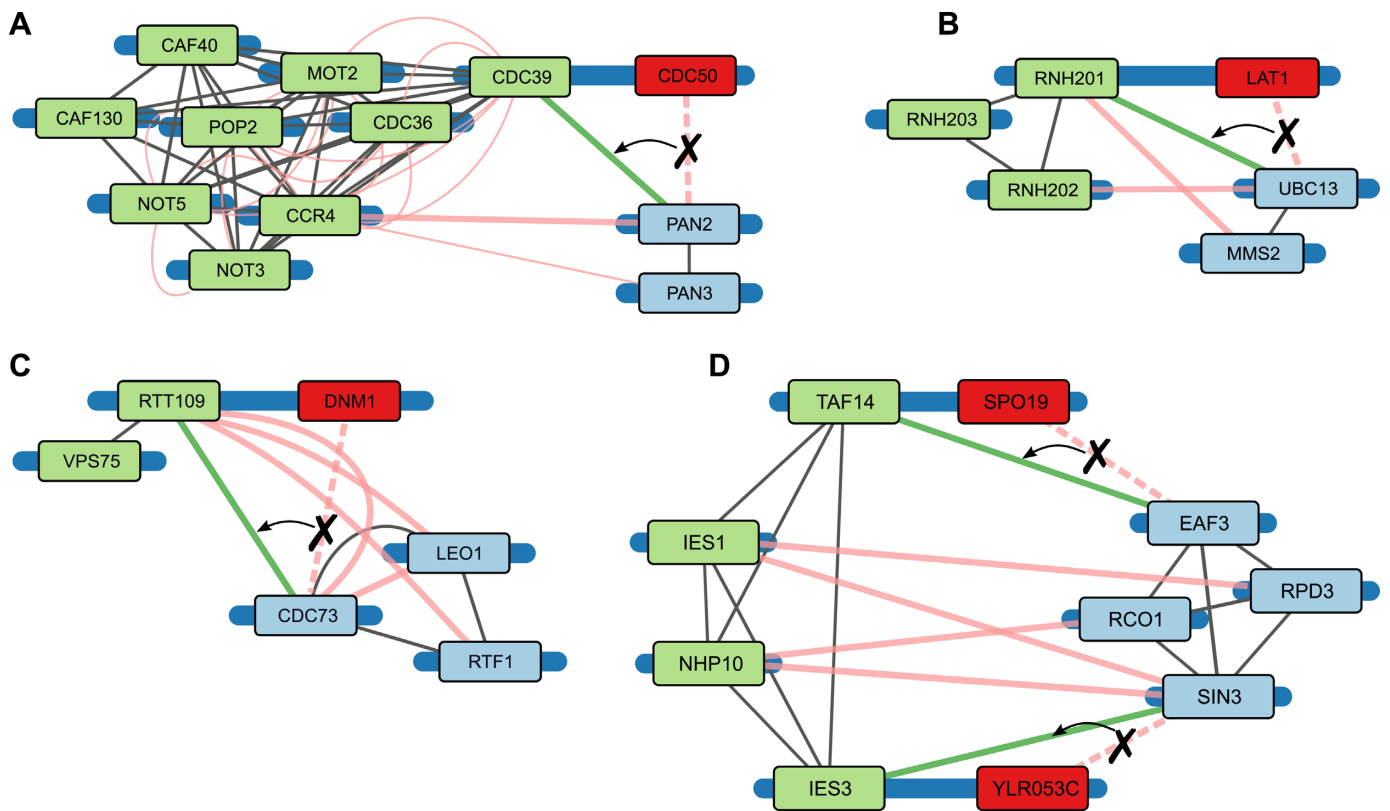 A
CAF40
MOT2
CDC39
CDC50
CAF130
POP2
CDC36
NOT5
CCR4
PAN2
NOT3
PAN3
B
RNH201
LAT1
RNH203
RNH202
UBC13
MMS2
C
RTT109
DNM1
VPS75
LEO1
CDC73
RTF1
D
TAF14
SPO19
IES1
EAF3
RPD3
RCO1
NHP10
SIN3
IES3
YLR053C